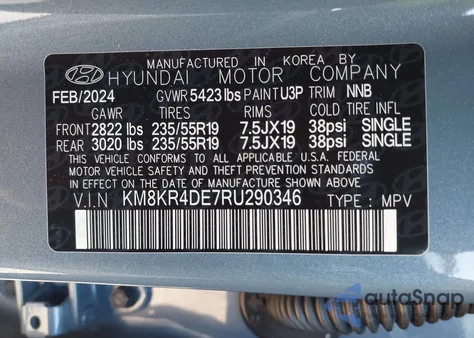 MANUFACTURED IN KOREA BY
HYUNDAI MOTOR COMPANY
FEB/2024 GVWR 5423 lbs PAINT U3P TRIM NNB
GAWR TIRES RIMS COLD TIRE INFL
FRONT 2822 lbs 235/55R19 7.5JX19 38psi SINGLE
REAR 3020 lbs 235/55R19 7.5JX19 38psi SINGLE
THIS VEHICLE CONFORMS TO ALL APPLICABLE U.S.A. FEDERAL
MOTOR VEHICLE SAFETY AND THEFT PREVENTION STANDARDS
IN EFFECT ON THE DATE OF MANUFACTURE SHOWN ABOVE.
V.I.N KM8KR4DE7RU290346 TYPE : MPV
autoSnap